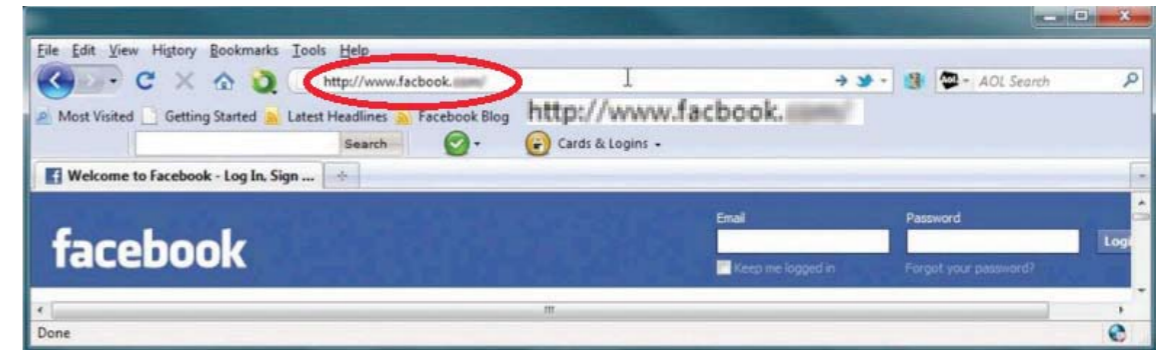 File Edit View History Bookmarks Tools Help
http://www.facbook. AOL Search
Most Visited Getting Started Latest Headlines Facebook Blog http://www.facbook.
Search Cards & Logins
Welcome to Facebook - Log In, Sign ...
Email Password
facebook Logi
Keep me logged in Forgot your password?
Done